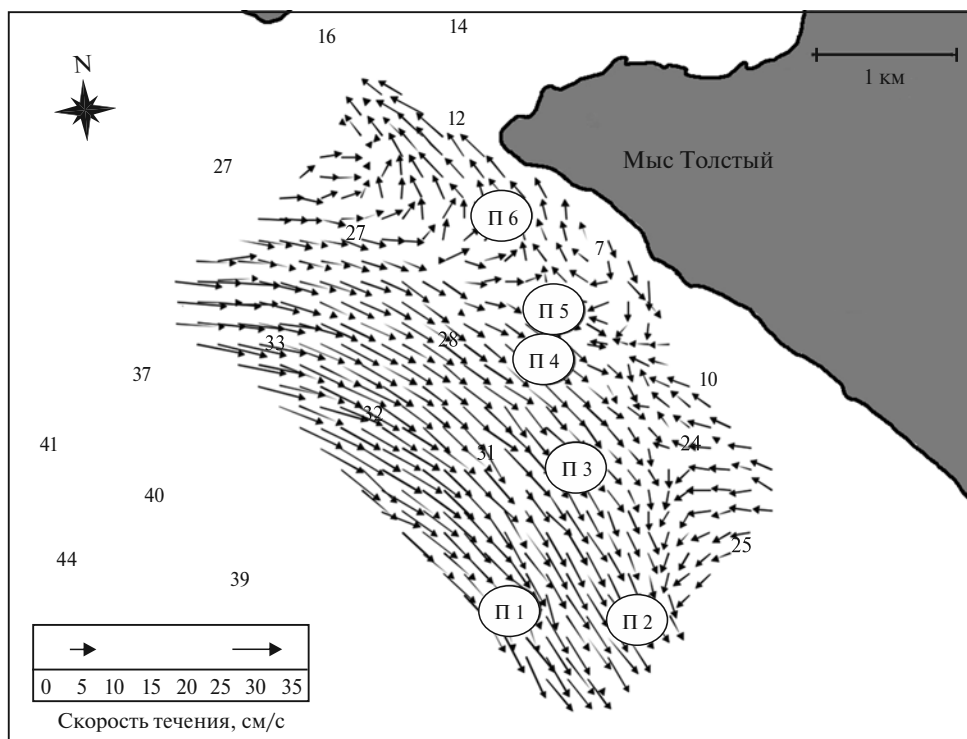 16
14
N
1 км
12
Мыс Толстый
27
П 6
27
7
П 5
33
28
П 4
37
10
32
41
31
24
П 3
40
25
44
39
П 1
П 2
0 5 10 15 20 25 30 35
Скорость течения, см/с